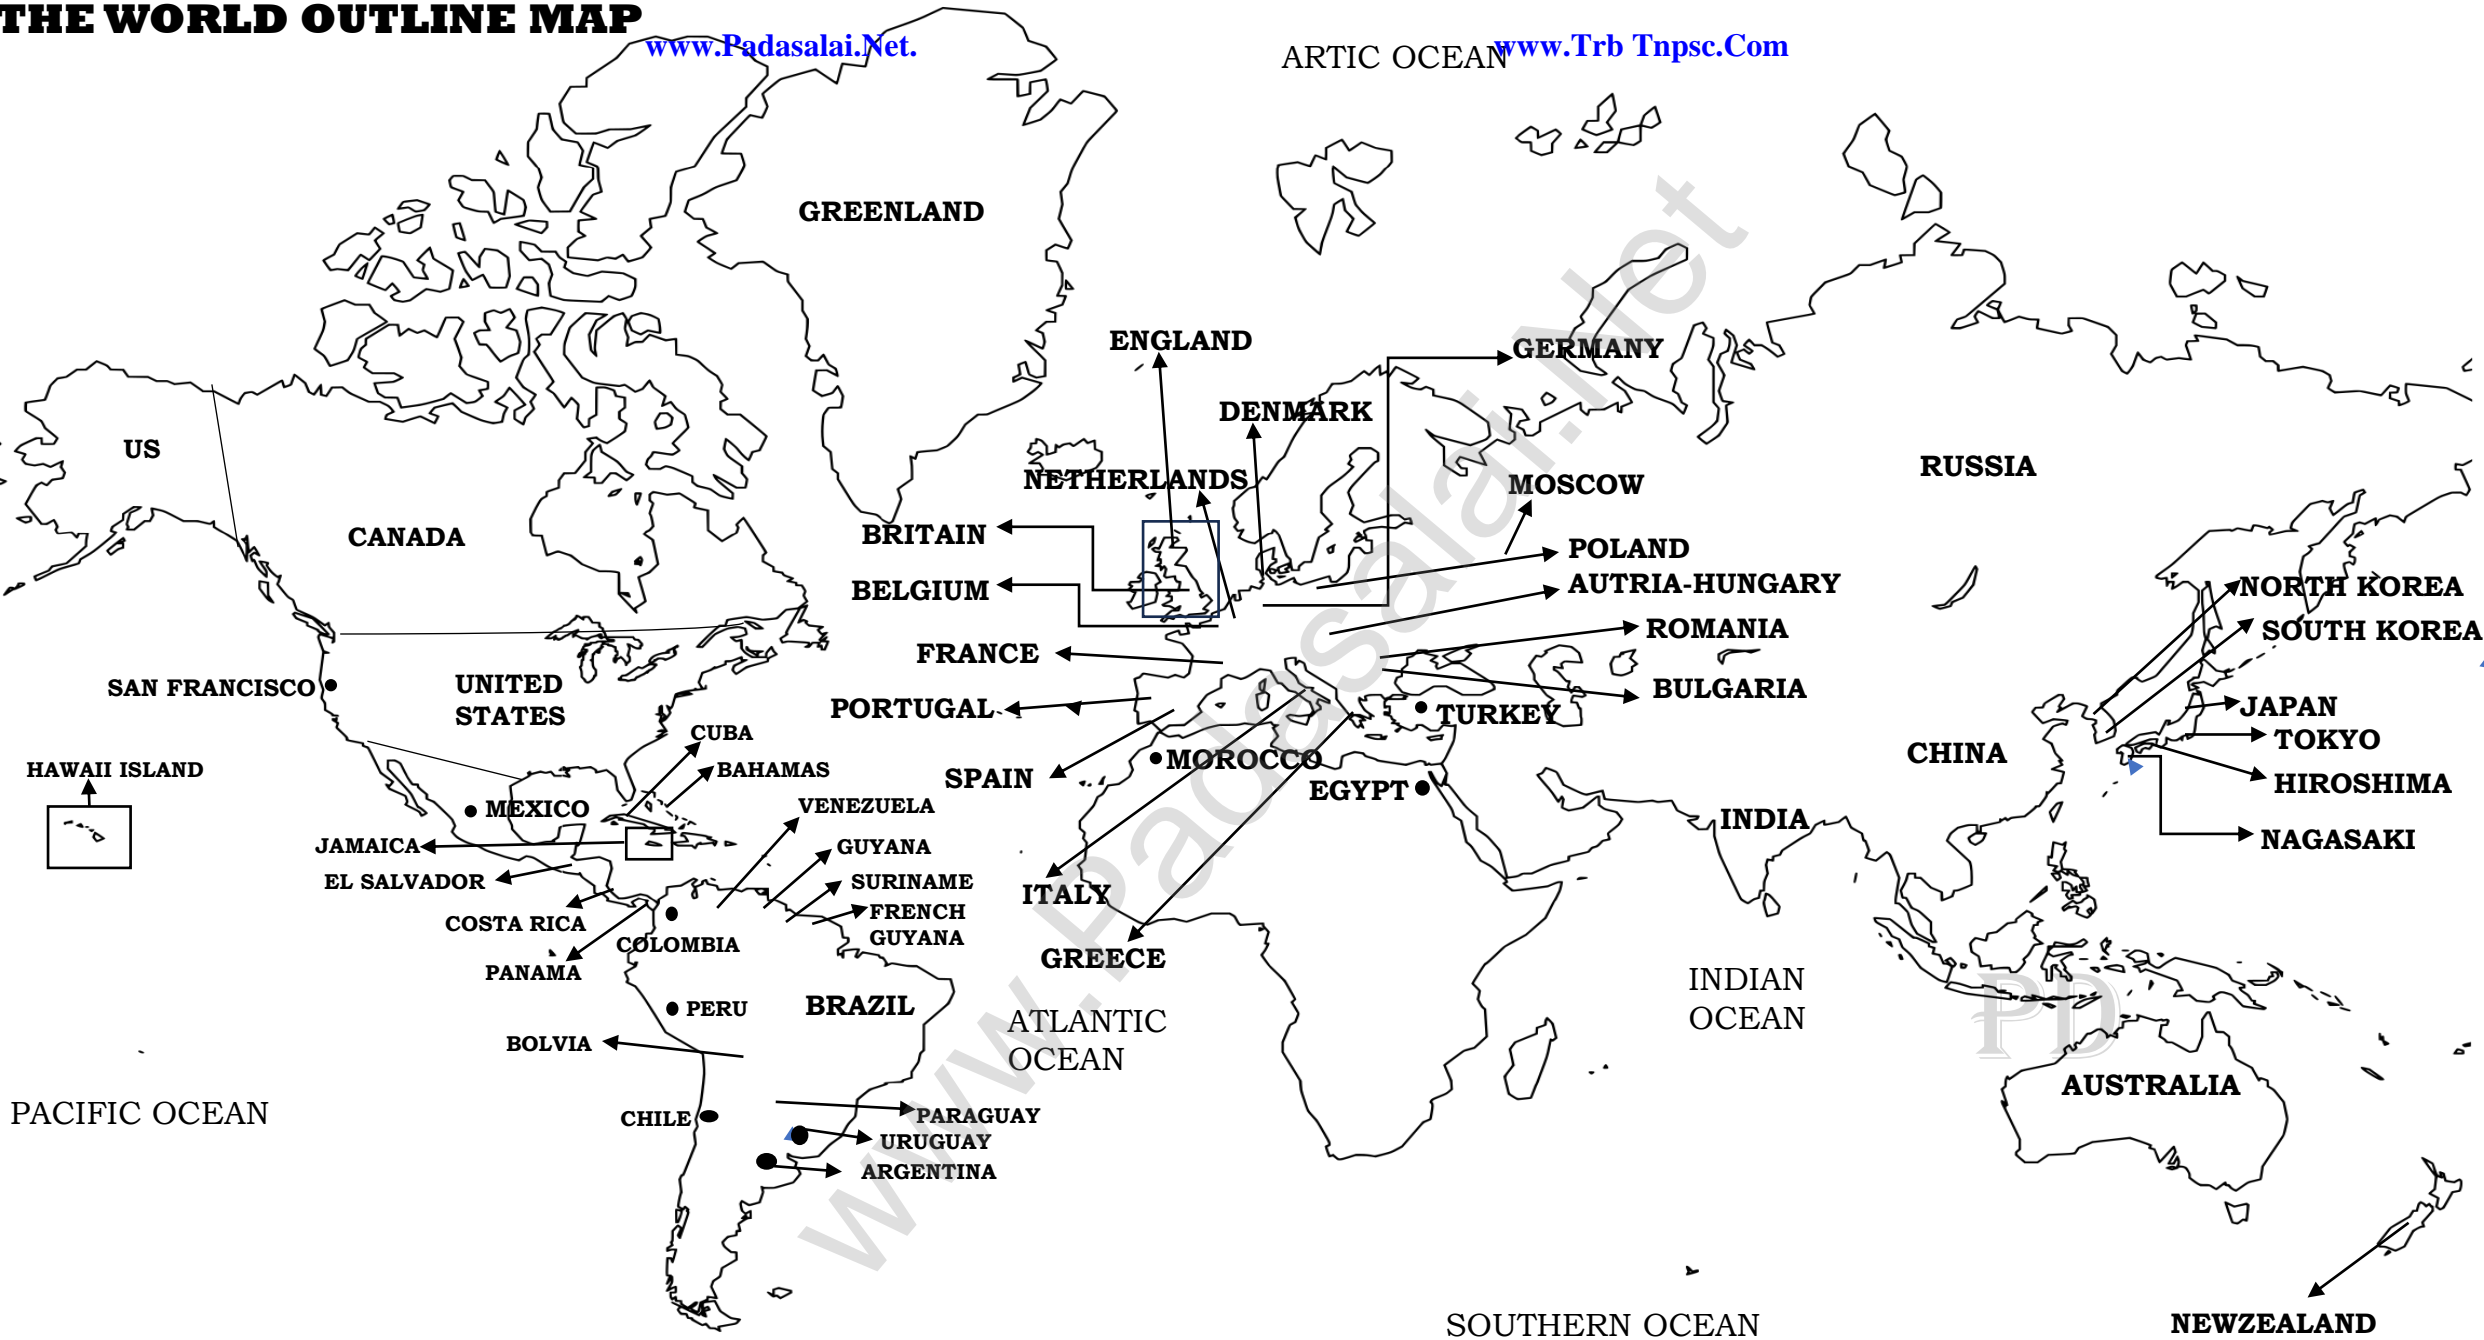 THE WORLD OUTLINE MAP
www.Padasalai.Net.
ARTIC OCEAN
www.Trb Tnpsc.Com
GREENLAND
ENGLAND
GERMANY
DENMARK
US
NETHERLANDS
MOSCOW
RUSSIA
CANADA
BRITAIN
POLAND
BELGIUM
AUTRIA-HUNGARY
NORTH KOREA
FRANCE
ROMANIA
SOUTH KOREA
SAN FRANCISCO
UNITED
STATES
PORTUGAL
BULGARIA
TURKEY
JAPAN
CUBA
TOKYO
HAWAII ISLAND
BAHAMAS
SPAIN
MOROCCO
EGYPT
CHINA
HIROSHIMA
MEXICO
VENEZUELA
INDIA
NAGASAKI
JAMAICA
GUYANA
EL SALVADOR
SURINAME
ITALY
COSTA RICA
FRENCH
GUYANA
COLOMBIA
PANAMA
GREECE
PERU
BRAZIL
INDIAN
OCEAN
ATLANTIC
OCEAN
BOLVIA
PD
AUSTRALIA
PACIFIC OCEAN
CHILE
PARAGUAY
URUGUAY
ARGENTINA
SOUTHERN OCEAN
NEWZEALAND
www.Padasalai.Net